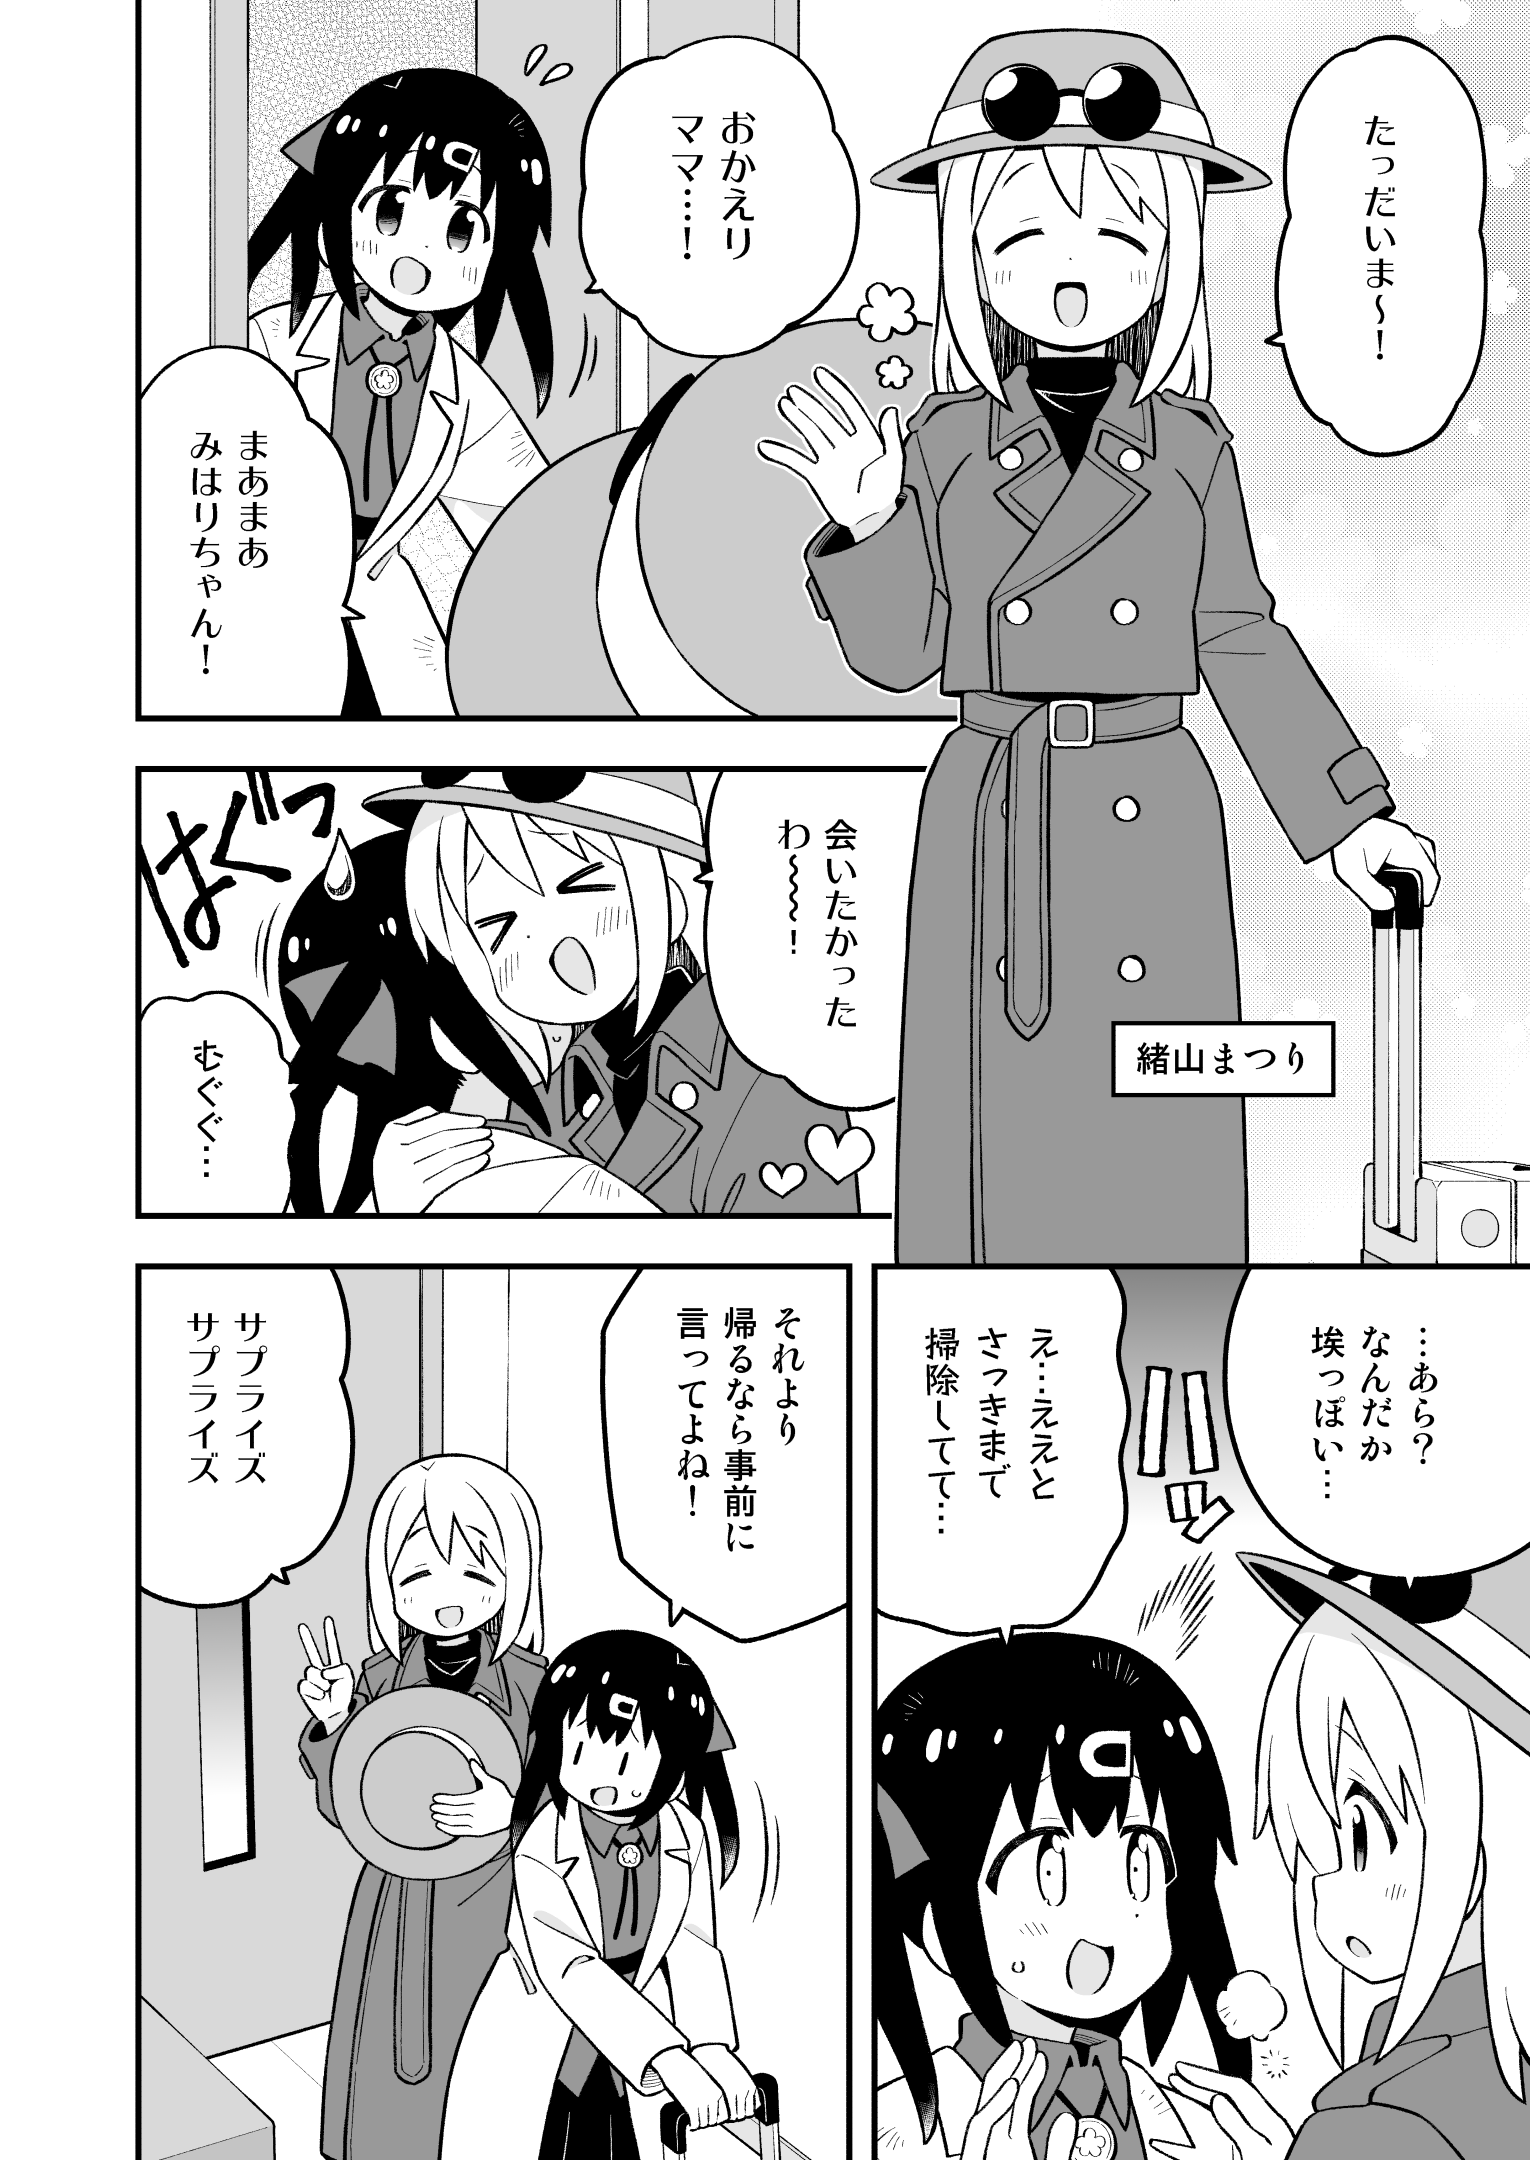 たっだいま～！
おかえり
ママ…！
まあまあ
みはりちゃん！
緒山まつり
会いたかった
わ～～～！
はぐっ
むぐぐ…
…あら？
なんだか
埃っぽい…
ギクッ
え…ええと
さっきまで
掃除してて…
それより
帰るなら事前に
言ってよね！
サプライズ
サプライズ